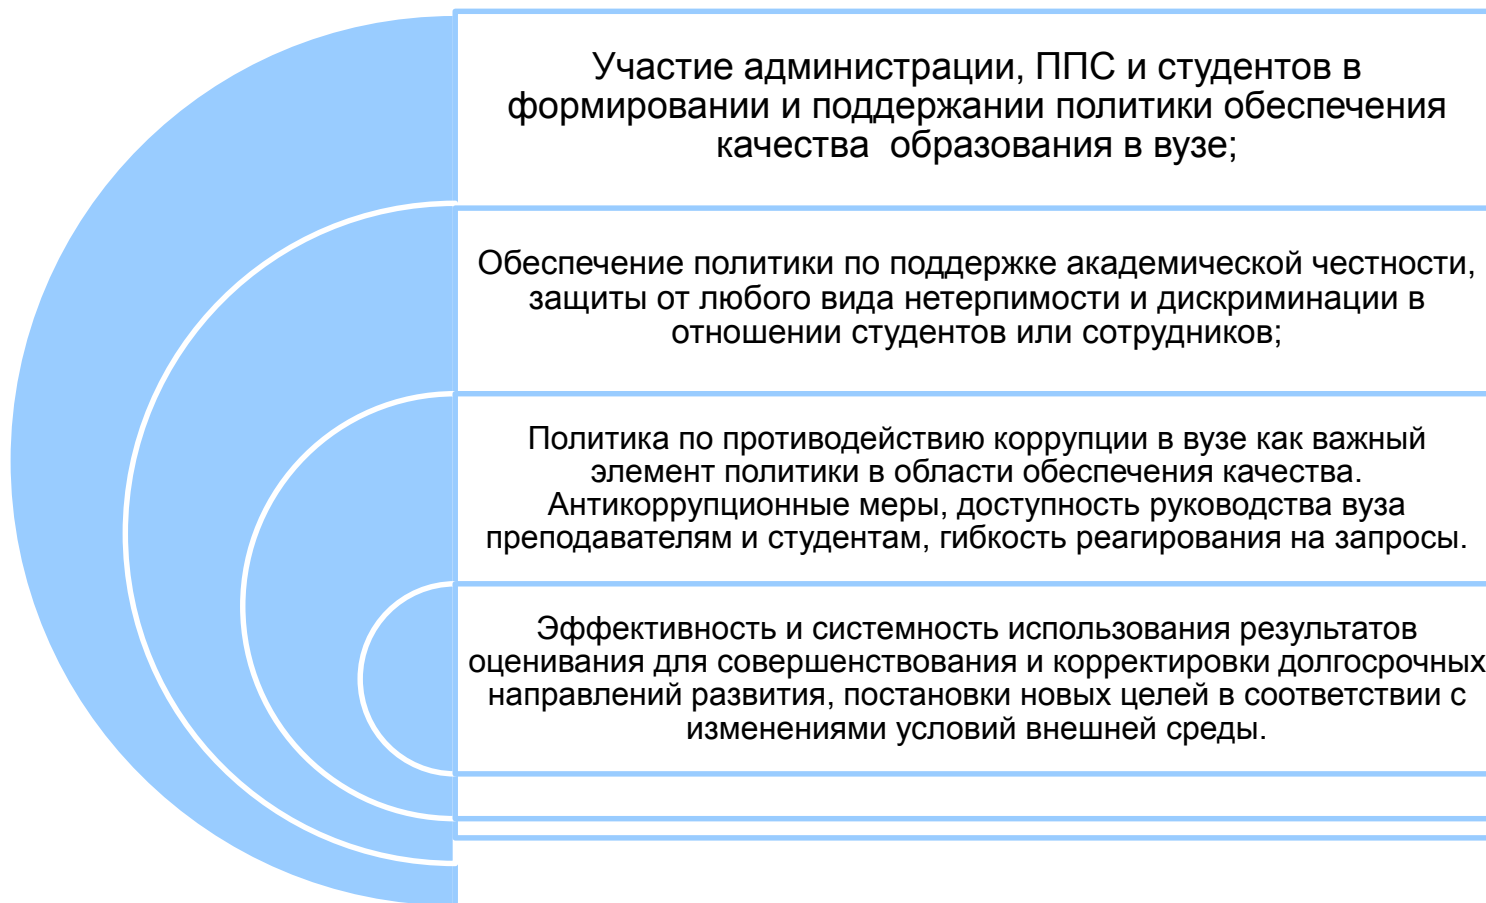 Участие администрации, ППС и студентов в
формировании и поддержании политики обеспечения
качества  образования в вузе;
Обеспечение политики по поддержке академической честности,
защиты от любого вида нетерпимости и дискриминации в
отношении студентов или сотрудников;
Политика по противодействию коррупции в вузе как важный
элемент политики в области обеспечения качества.
Антикоррупционные меры, доступность руководства вуза
преподавателям и студентам, гибкость реагирования на запросы.
Эффективность и системность использования результатов
оценивания для совершенствования и корректировки долгосрочных
направлений развития, постановки новых целей в соответствии с
изменениями условий внешней среды.